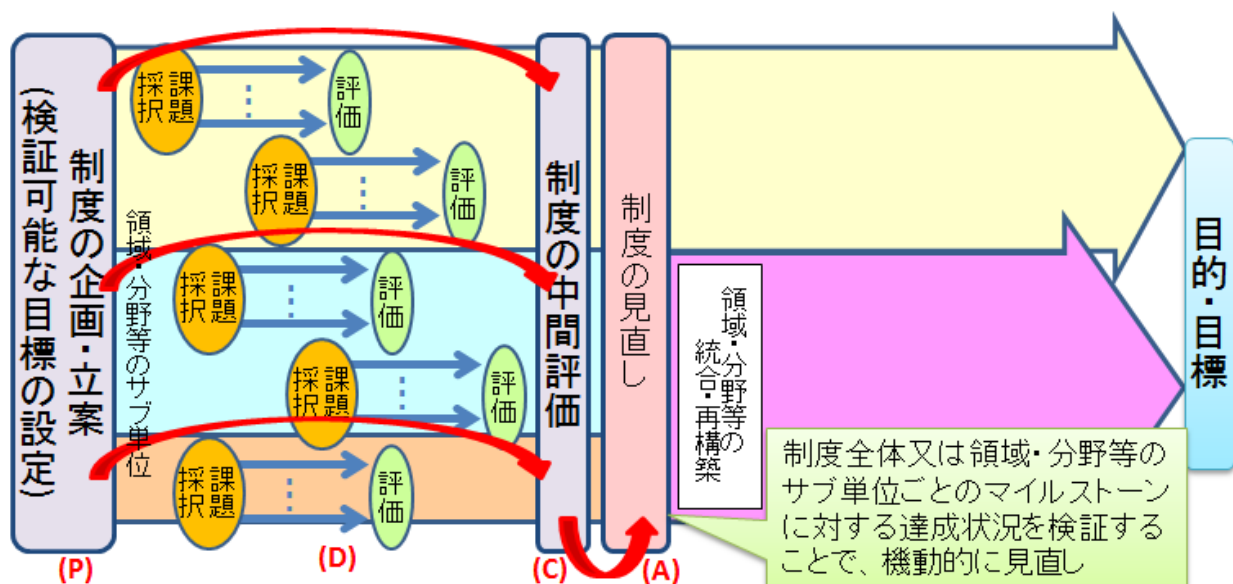 制度の企画・立案
(検証可能な目標の設定)
領域・分野等のサブ単位
課題
採択
評価
課題
採択
評価
課題
採択
評価
課題
採択
評価
課題
採択
評価
制度の中間評価
制度の見直し
領域・分野等の
統合・再構築
目的・目標
制度全体又は領域・分野等の
サブ単位ごとのマイルストーン
に対する達成状況を検証する
ことで、機動的に見直し
(P)
(D)
(C)
(A)